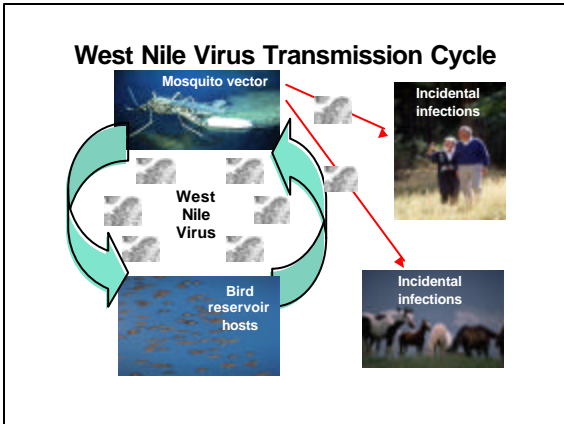 West Nile Virus Transmission Cycle
Mosquito vector
Incidental
infections
West
Nile
Virus
Bird
reservoir
hosts
Incidental
infections